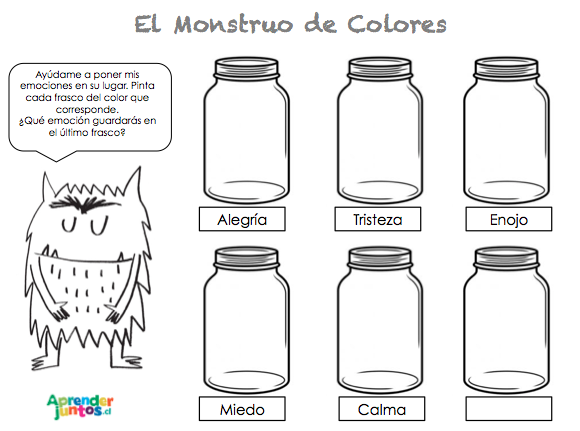 El Monstruo de Colores
Ayúdame a poner mis
emociones en su lugar. Pinta
cada frasco del color que
corresponde.
¿Qué emoción guardarás en
el último frasco?
Alegría
Tristeza
Enojo
Miedo
Calma
Aprender
juntos.cl